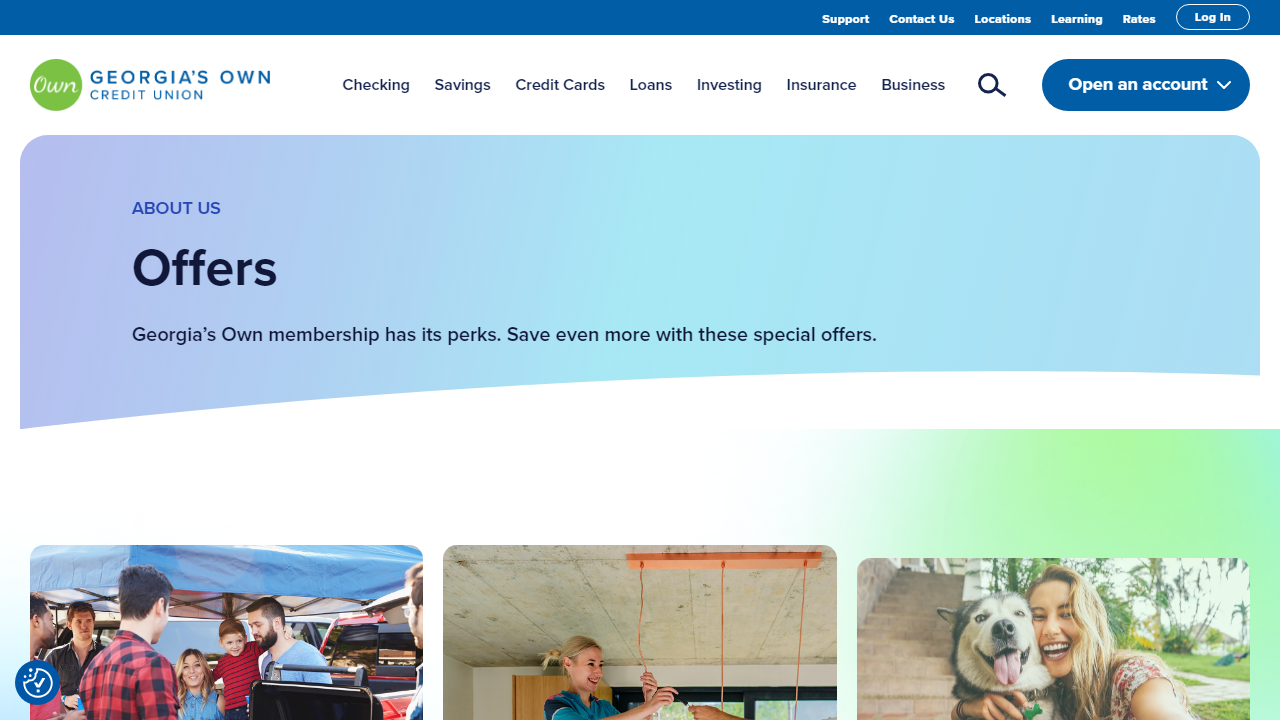 Support Contact Us Locations Learning Rates Log In
Own GEORGIA'S OWN
CREDIT UNION
Checking Savings Credit Cards Loans Investing Insurance Business Open an account
ABOUT US
Offers
Georgia’s Own membership has its perks. Save even more with these special offers.